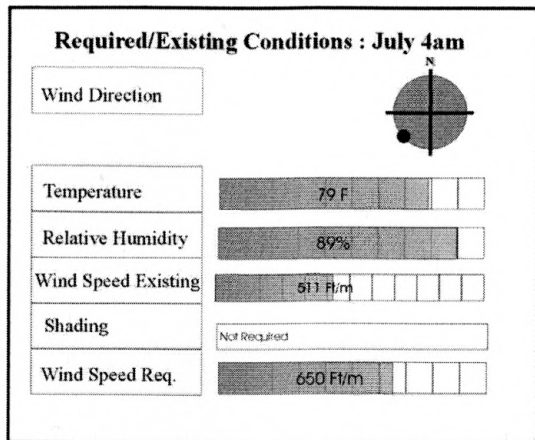 Required/Existing Conditions : July 4am
N
Wind Direction
Temperature
79 F
Relative Humidity
89%
Wind Speed Existing
511 Ft/m
Shading
Not Required
Wind Speed Req.
650 Ft/m